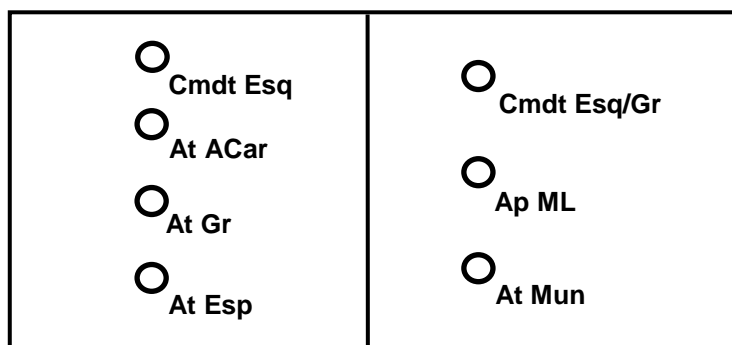 Cmdt Esq
At ACar
At Gr
At Esp
Cmdt Esq/Gr
Ap ML
At Mun